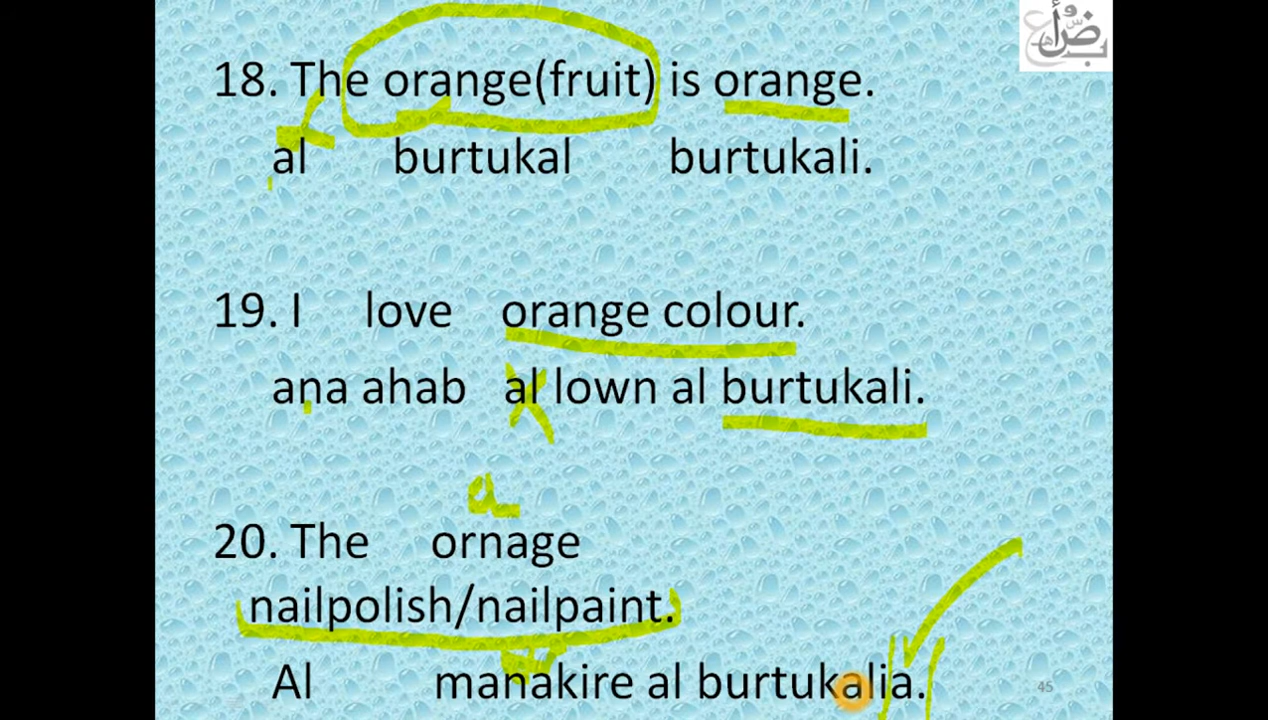 18. The orange(fruit) is orange.
al burtukal burtukali.
19. I love orange colour.
ana ahab al lown al burtukali.
a
20. The ornage
nailpolish/nailpaint.
Al manakire al burtukalia.
45